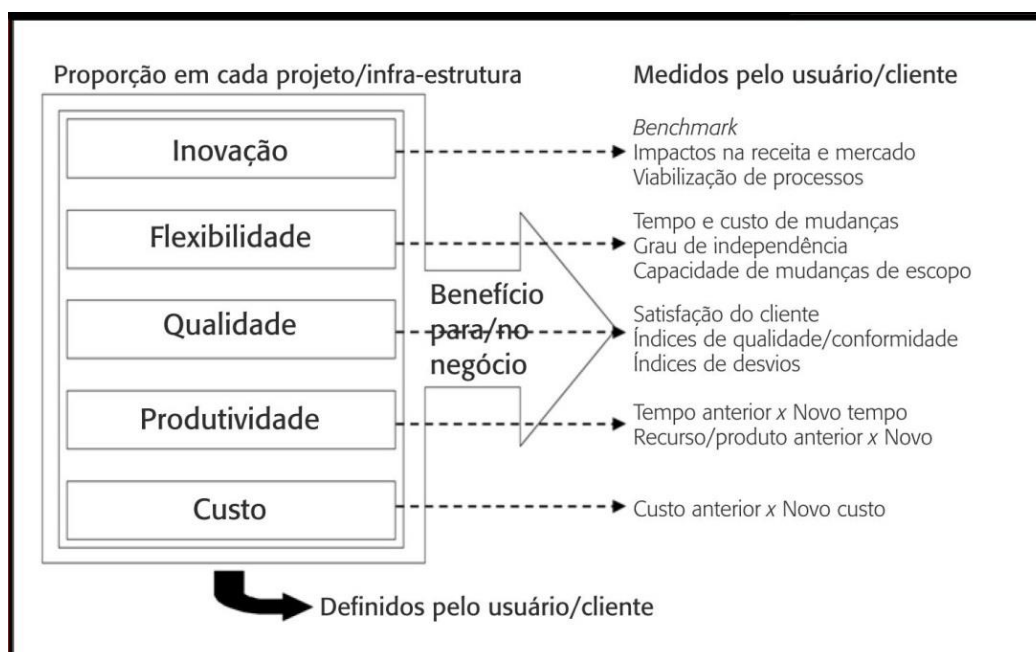 Proporção em cada projeto/infra-estrutura
Medidos pelo usuário/cliente
Inovação
Benchmark
Impactos na receita e mercado
Viabilização de processos
Flexibilidade
Tempo e custo de mudanças
Grau de independência
Capacidade de mudanças de escopo
Qualidade
Benefício
para/no
negócio
Satisfação do cliente
Índices de qualidade/conformidade
Índices de desvios
Produtividade
Tempo anterior x Novo tempo
Recurso/produto anterior x Novo
Custo
Custo anterior x Novo custo
Definidos pelo usuário/cliente